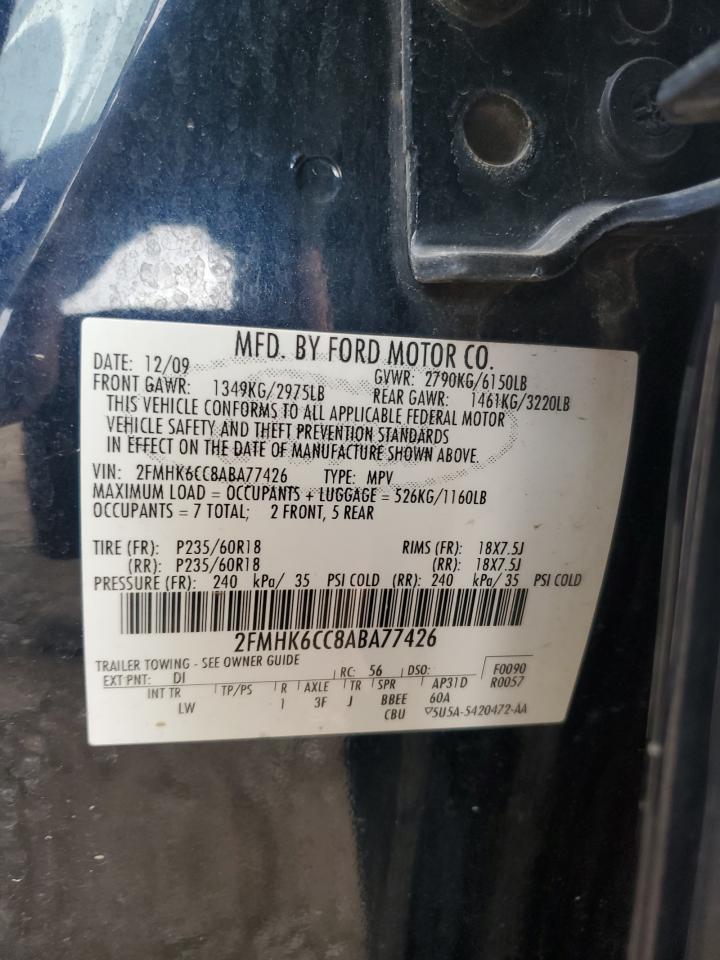 MFD. BY FORD MOTOR CO.
DATE: 12/09 GVWR: 2790KG/6150LB
FRONT GAWR: 1349KG/2975LB REAR GAWR: 1461KG/3220LB
THIS VEHICLE CONFORMS TO ALL APPLICABLE FEDERAL MOTOR
VEHICLE SAFETY AND THEFT PREVENTION STANDARDS
IN EFFECT ON THE DATE OF MANUFACTURE SHOWN ABOVE.
VIN: 2FMHK6CC8ABA77426 TYPE: MPV
MAXIMUM LOAD = OCCUPANTS + LUGGAGE = 526KG/1160LB
OCCUPANTS = 7 TOTAL; 2 FRONT, 5 REAR
TIRE (FR): P235/60R18 RIMS (FR): 18X7.5J
(RR): P235/60R18 (RR): 18X7.5J
PRESSURE (FR): 240 kPa/ 35 PSI COLD (RR): 240 kPa/ 35 PSI COLD
2FMHK6CC8ABA77426
TRAILER TOWING - SEE OWNER GUIDE
EXT PNT: DI RC: 56 DSO: F0090
R0057
INT TR TP/PS R AXLE TR SPR AP31D
LW 1 3F J BBEE 60A
CBU ▽5U5A-5420472-AA